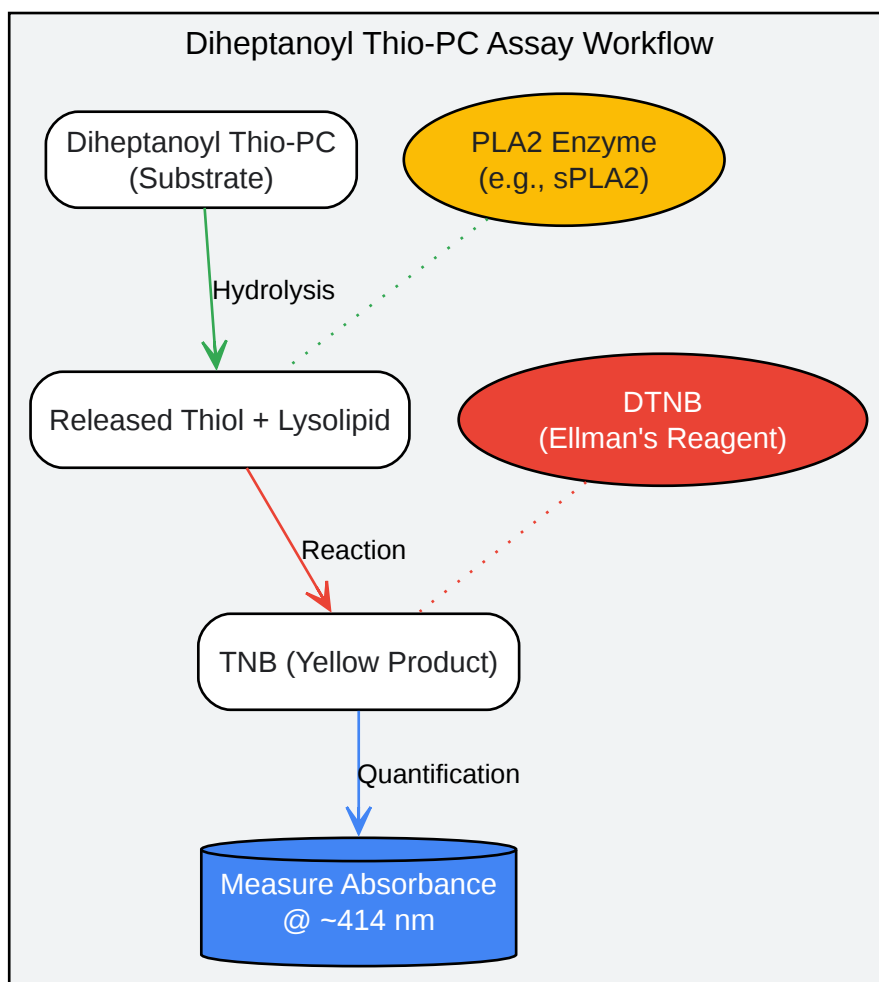 Diheptanoyl Thio-PC Assay Workflow
Diheptanoyl Thio-PC
(Substrate)
PLA2 Enzyme
(e.g., sPLA2)
Hydrolysis
Released Thiol + Lysolipid
DTNB
(Ellman's Reagent)
Reaction
TNB (Yellow Product)
Quantification
Measure Absorbance
@ ~414 nm